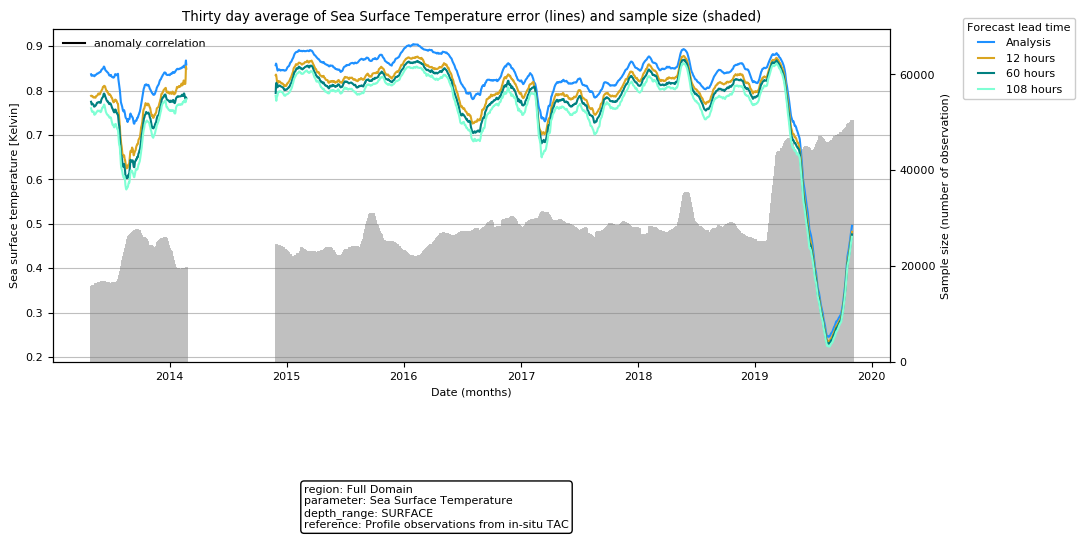 Thirty day average of Sea Surface Temperature error (lines) and sample size (shaded)
Forecast lead time
Analysis
12 hours
60 hours
108 hours
anomaly correlation
Sea surface temperature [Kelvin]
0.9
0.8
0.7
0.6
0.5
0.4
0.3
0.2
60000
40000
20000
0
Sample size (number of observation)
2014
2015
2016
2017
2018
2019
2020
Date (months)
region: Full Domain
parameter: Sea Surface Temperature
depth_range: SURFACE
reference: Profile observations from in-situ TAC